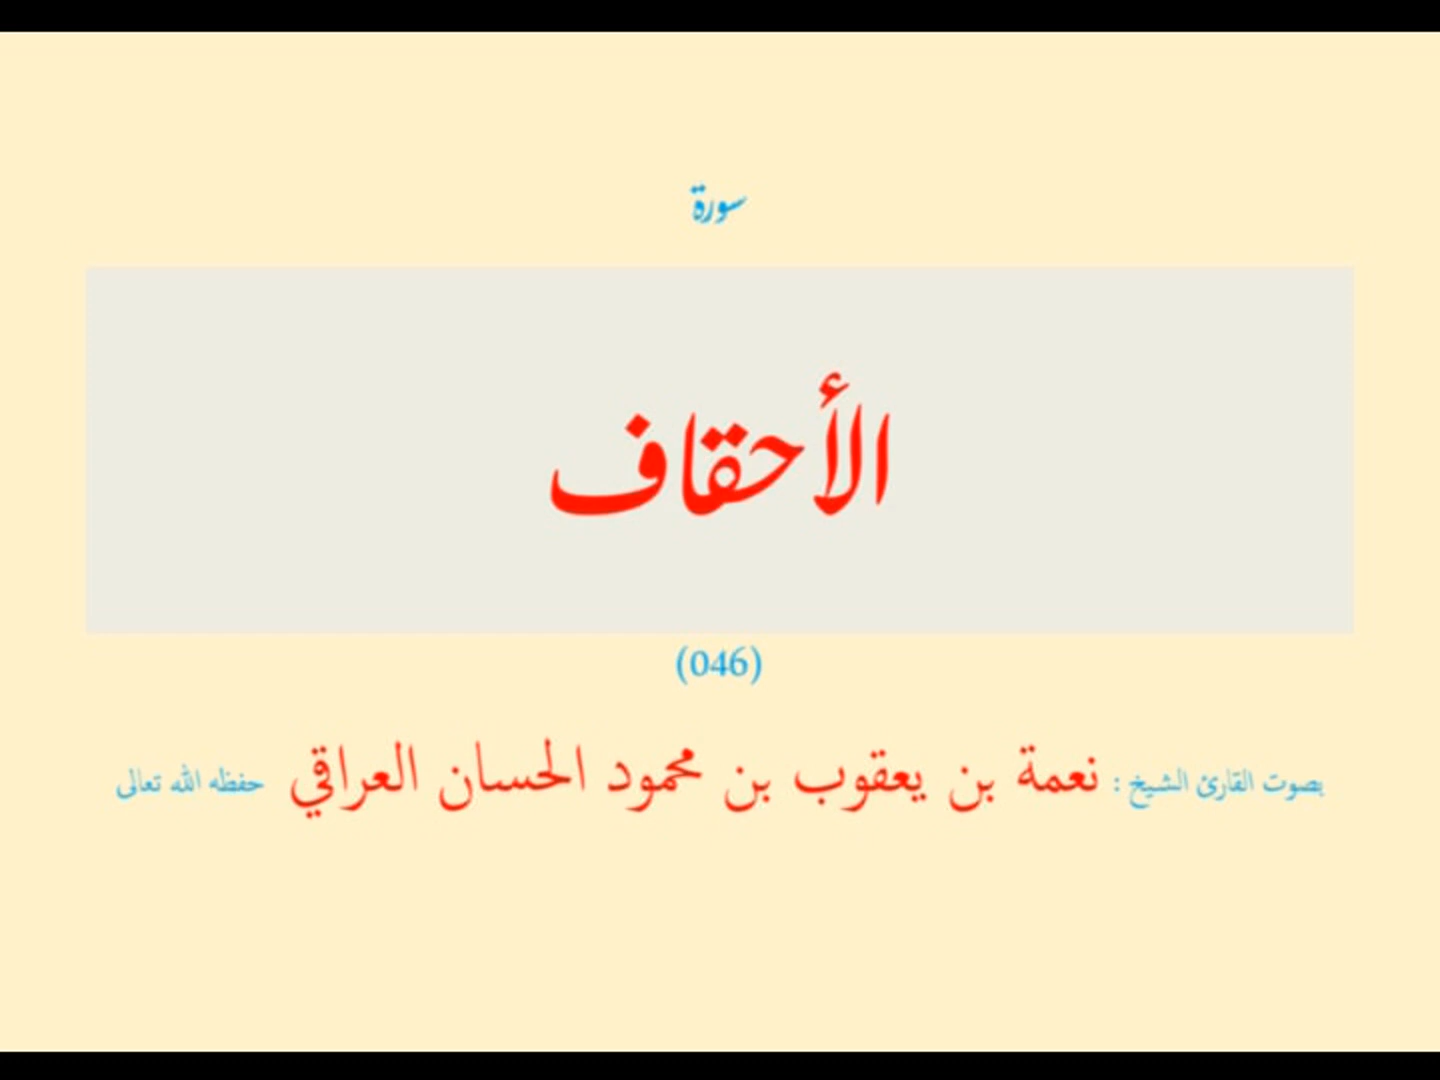 سورة
الأحقاف
(046)
بصوت القارئ الشيخ : نعمة بن يعقوب بن محمود الحسان العراقي حفظه الله تعالى